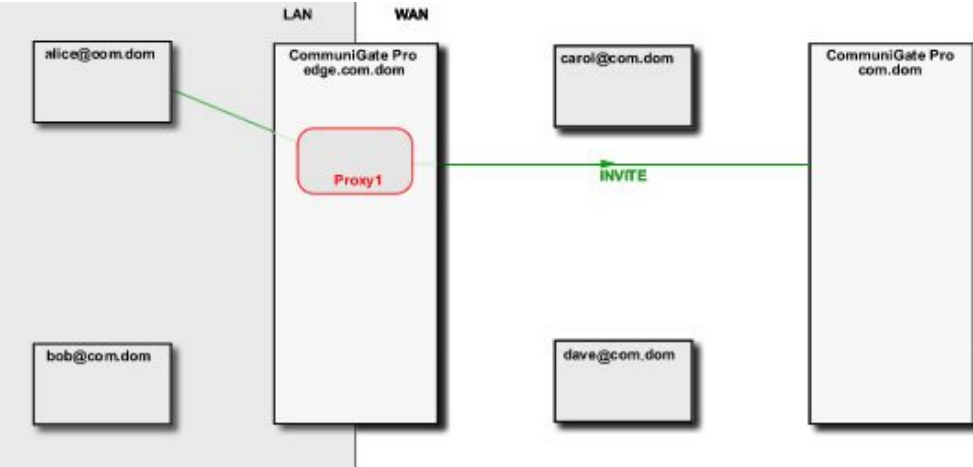 LAN
WAN
alice@com.dom
CommuniGate Pro
edge.com.dom
carol@com.dom
CommuniGate Pro
com.dom
Proxy1
INVITE
bob@com.dom
dave@com.dom